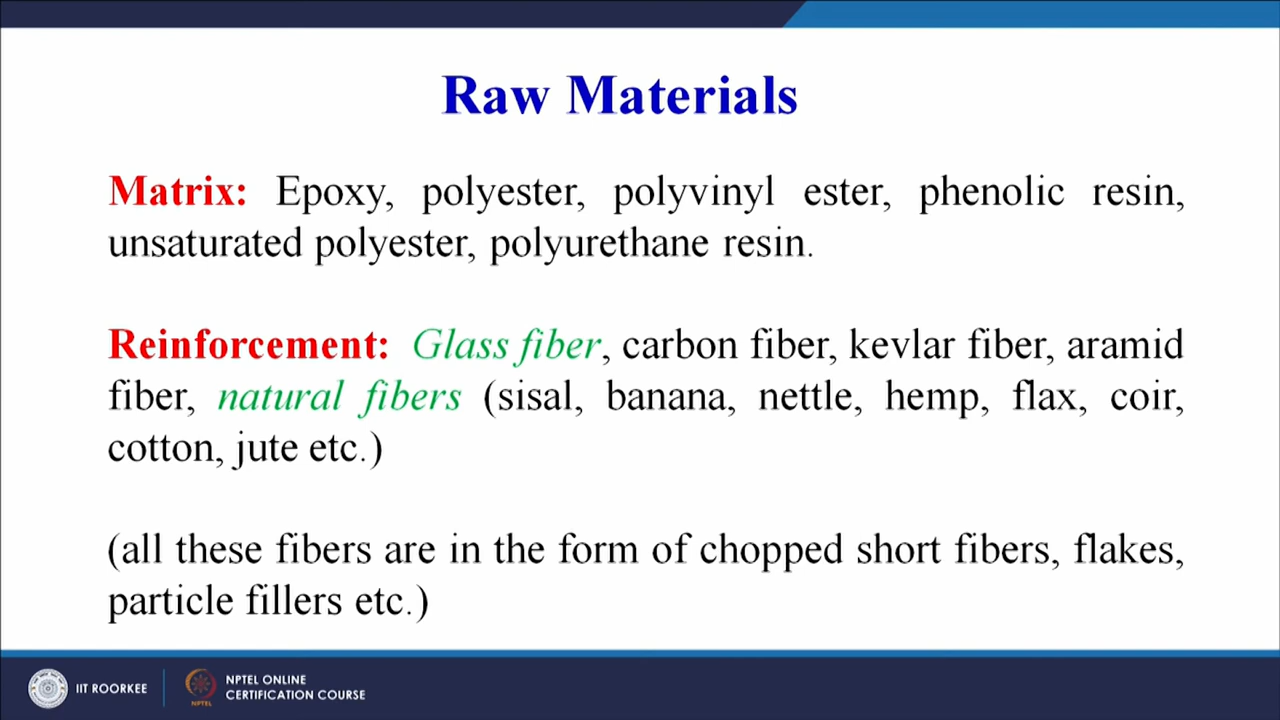 Raw Materials
Matrix: Epoxy, polyester, polyvinyl ester, phenolic resin,
unsaturated polyester, polyurethane resin.
Reinforcement: Glass fiber, carbon fiber, kevlar fiber, aramid
fiber, natural fibers (sisal, banana, nettle, hemp, flax, coir,
cotton, jute etc.)
(all these fibers are in the form of chopped short fibers, flakes,
particle fillers etc.)
IIT ROORKEE
NPTEL
NPTEL ONLINE
CERTIFICATION COURSE